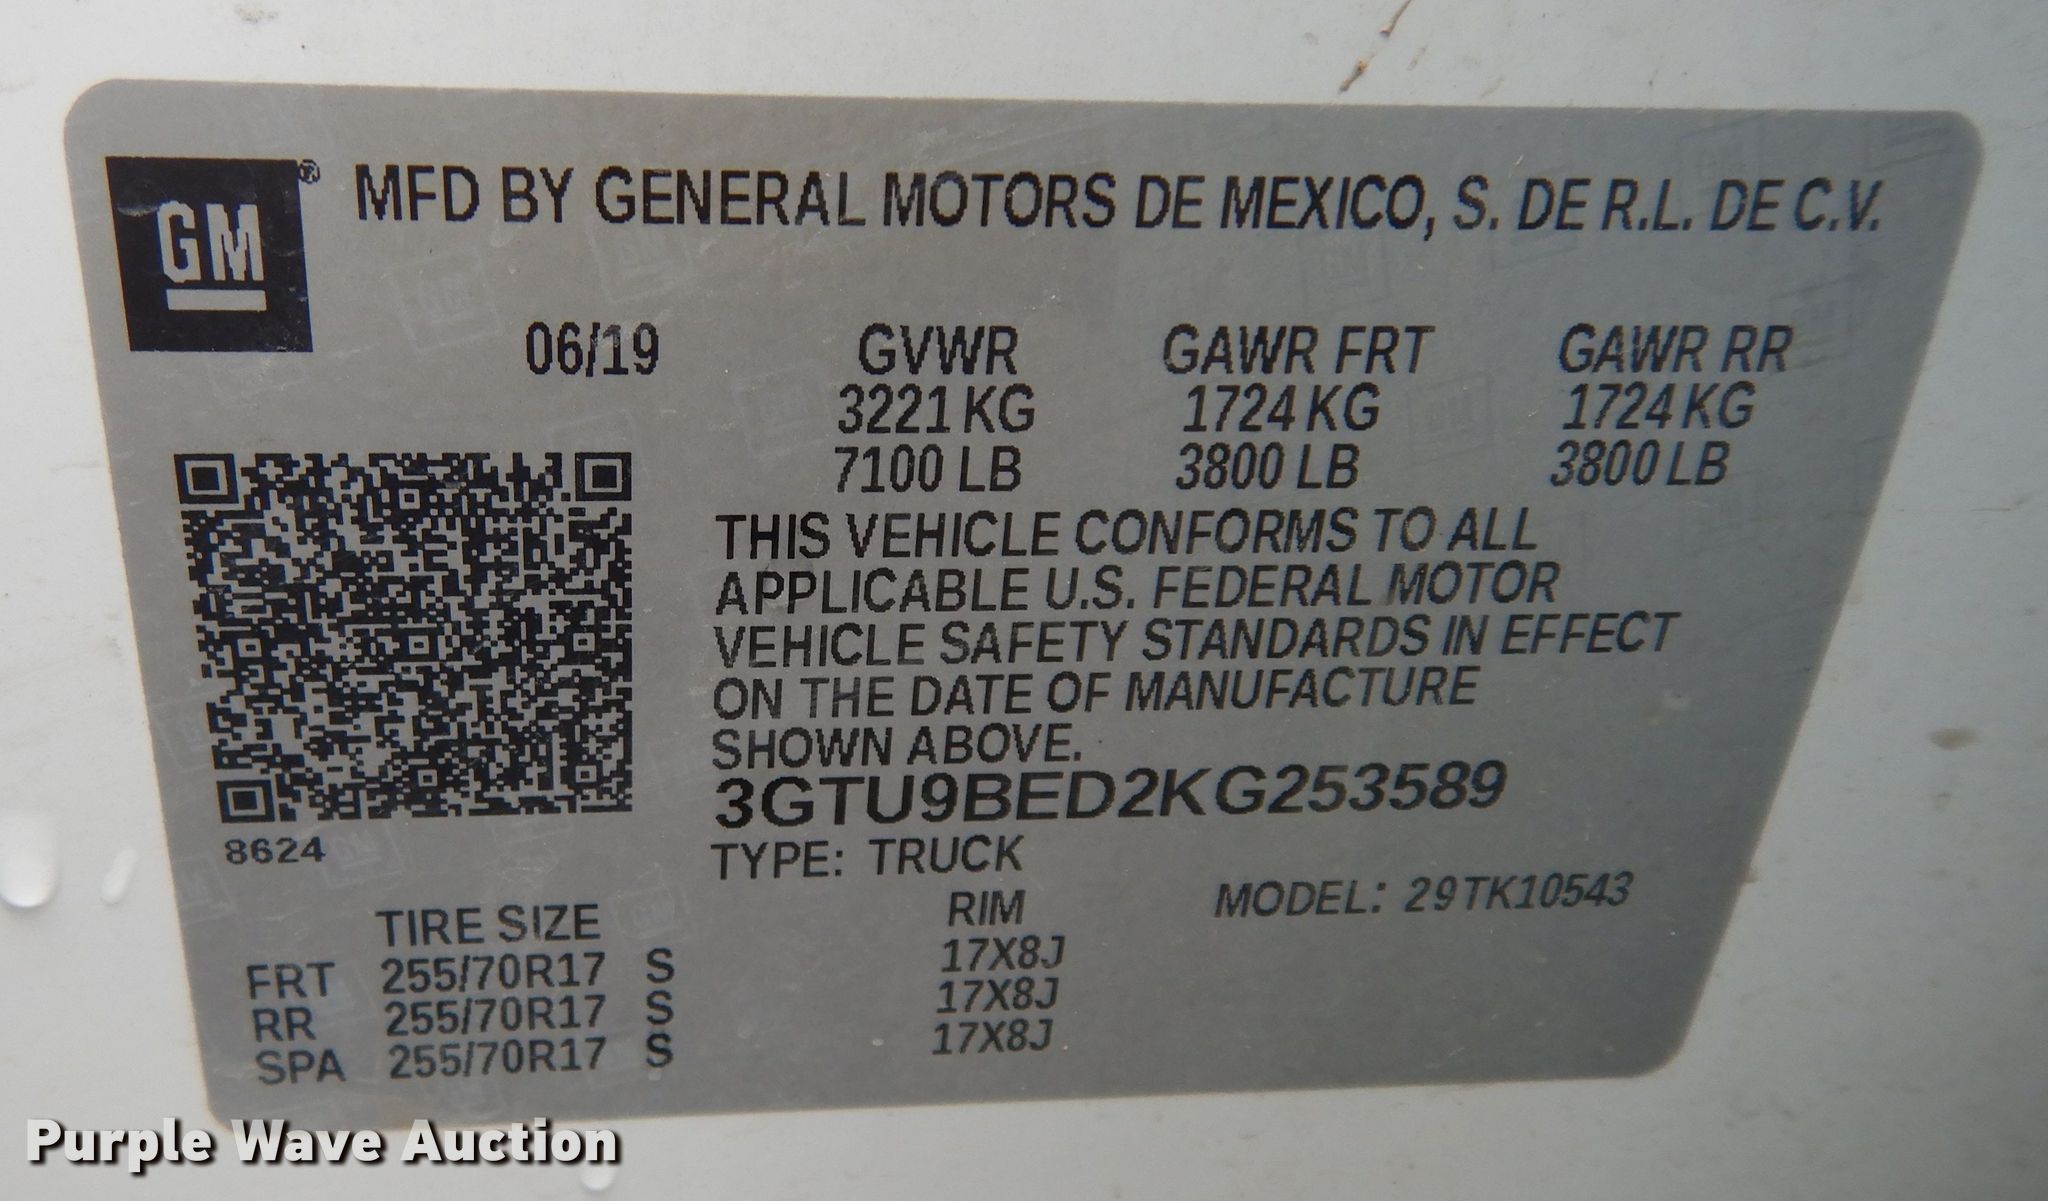 GM®
MFD BY GENERAL MOTORS DE MEXICO, S. DE R.L. DE C.V.
06/19 GVWR GAWR FRT GAWR RR
3221 KG 1724 KG 1724 KG
7100 LB 3800 LB 3800 LB
THIS VEHICLE CONFORMS TO ALL
APPLICABLE U.S. FEDERAL MOTOR
VEHICLE SAFETY STANDARDS IN EFFECT
ON THE DATE OF MANUFACTURE
SHOWN ABOVE.
3GTU9BED2KG253589
8624
TYPE: TRUCK
MODEL: 29TK10543
TIRE SIZE RIM
FRT 255/70R17 S 17X8J
RR 255/70R17 S 17X8J
SPA 255/70R17 S 17X8J
Purple Wave Auction